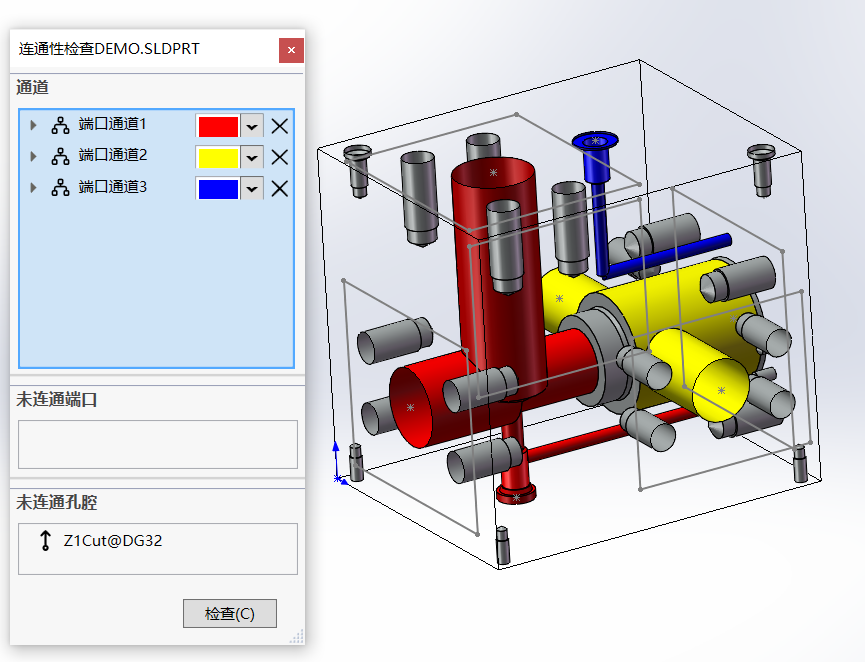 连通性检查DEMO.SLDPRT
通道
端口通道1
端口通道2
端口通道3
未连通端口
未连通孔腔
Z1Cut@DG32
检查(C)